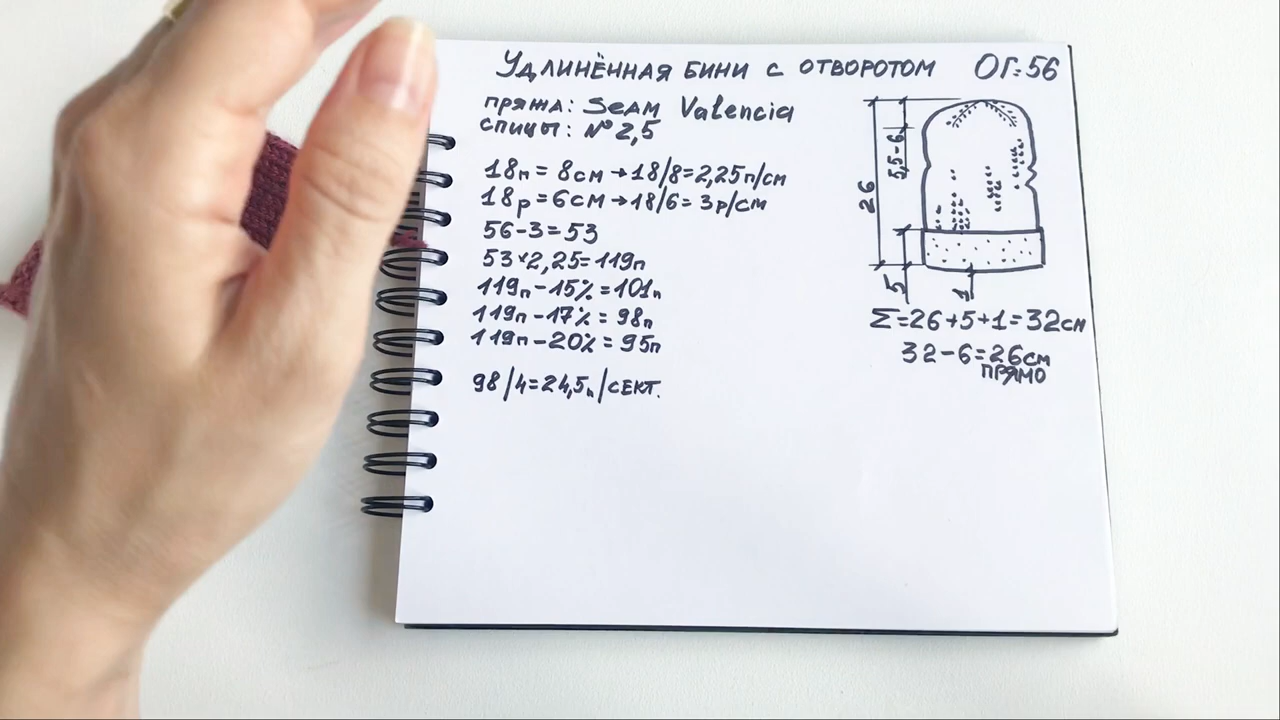 Удлинённая бини с отворотом ОГ=56
пряжа: Seam Valencia
спицы: №2,5
18п = 8см →18/8=2,25п/см
18р =6см →18/6= 3р/см
56-3=53
53×2,25=119п
119п-15%=101п
119п-17%= 98п
119п-20%= 95п
98/4=24,5п/сект.
26
5,5-6
5
1
Σ=26+5+1=32см
32-6=26см
прямо